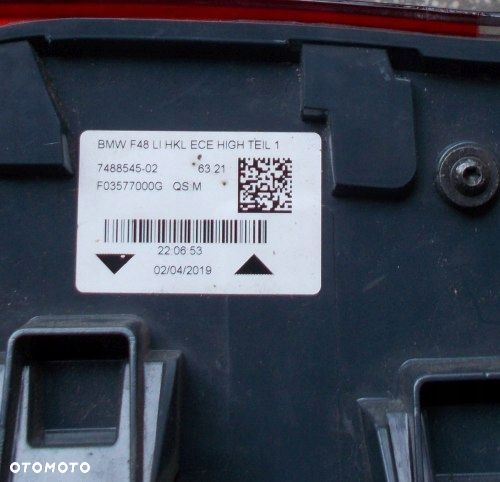 BMW F48 LI HKL ECE HIGH TEIL 1
7488545-02 63 21
F03577000G QS M
22:06:53
02/04/2019
OTOMOTO